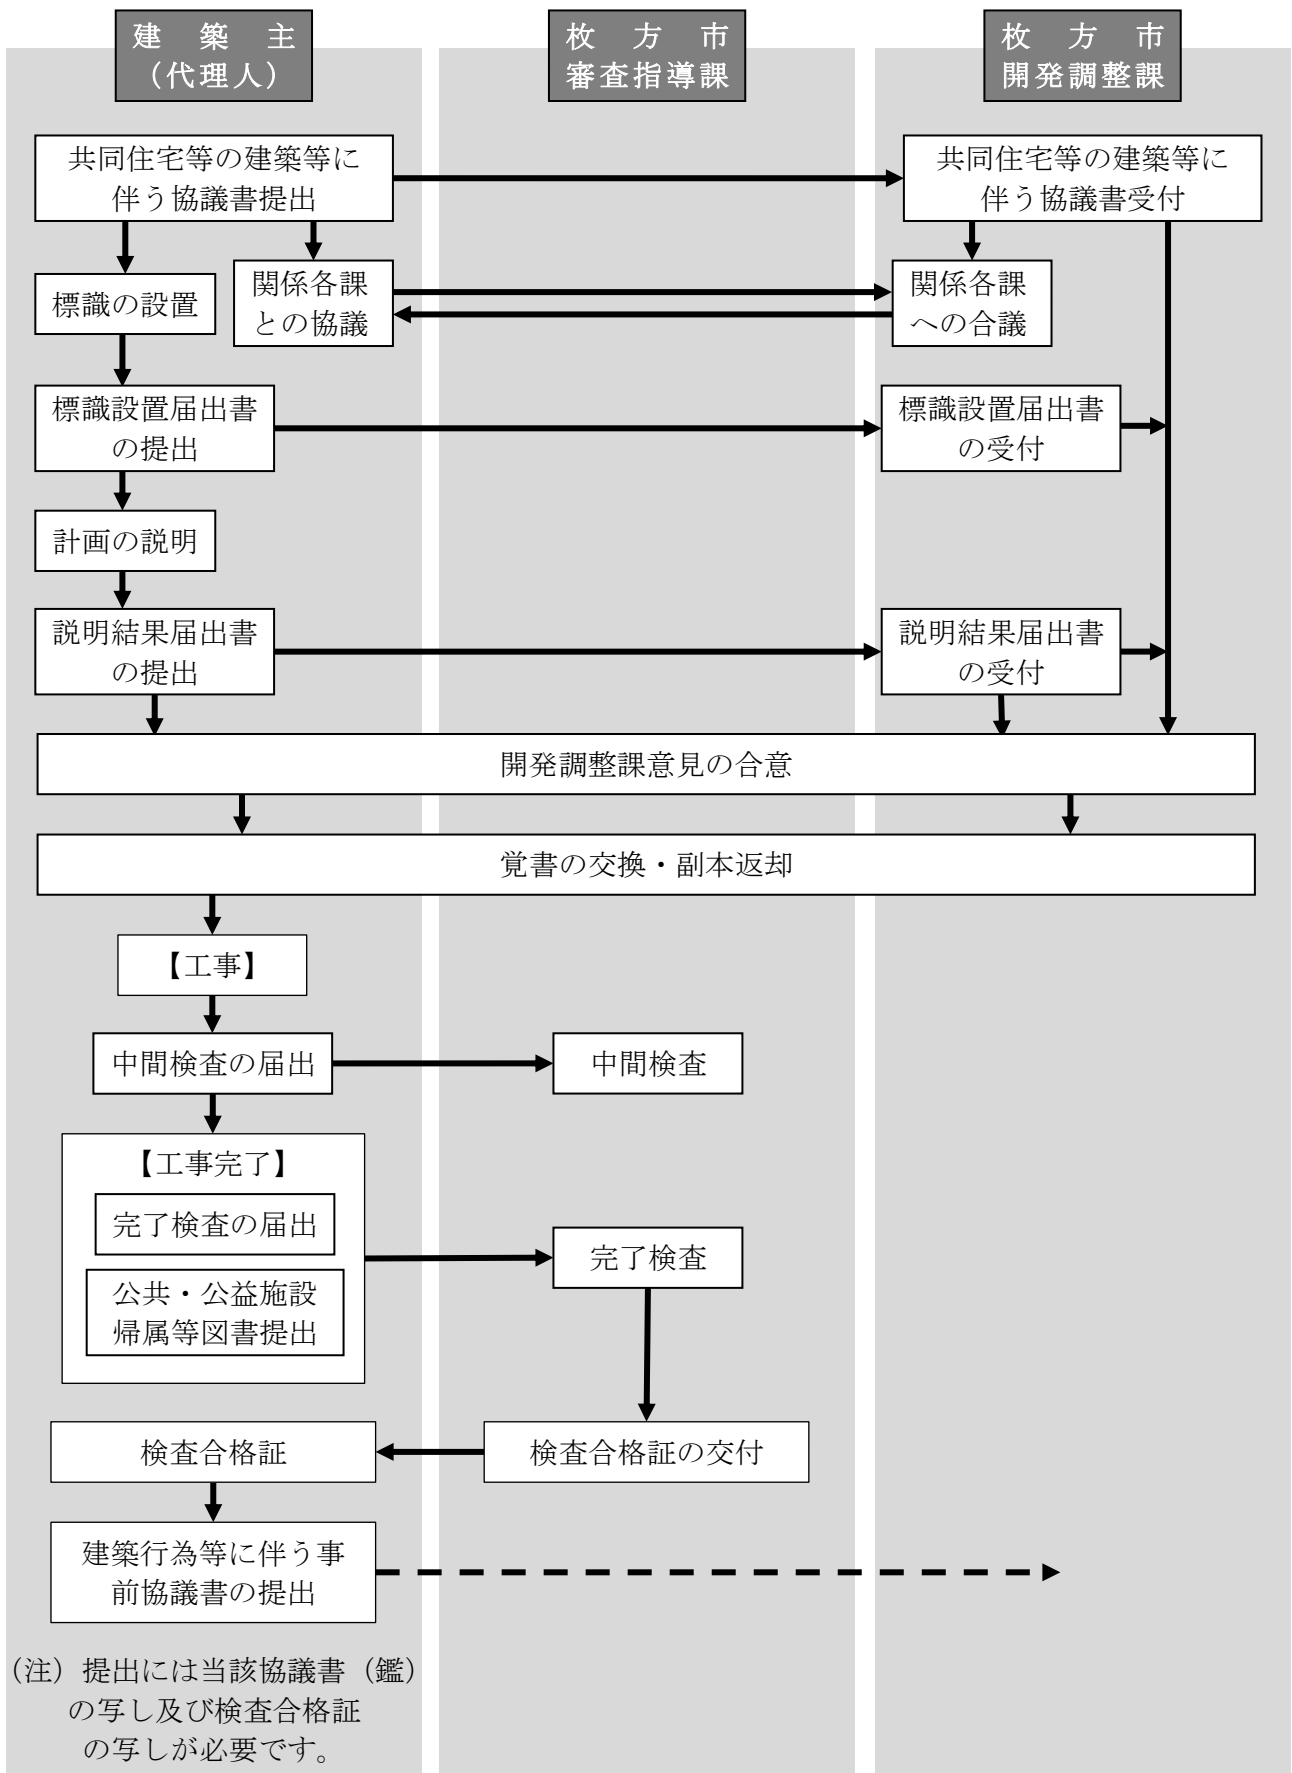 建築主
（代理人）
枚方市
審査指導課
枚方市
開発調整課
共同住宅等の建築等に
伴う協議書提出
共同住宅等の建築等に
伴う協議書受付
標識の設置
関係各課
との協議
関係各課
への合議
標識設置届出書
の提出
標識設置届出書
の受付
計画の説明
説明結果届出書
の提出
説明結果届出書
の受付
開発調整課意見の合意
覚書の交換・副本返却
【工事】
中間検査の届出
中間検査
【工事完了】
完了検査の届出
公共・公益施設
帰属等図書提出
完了検査
検査合格証
検査合格証の交付
建築行為等に伴う事
前協議書の提出
（注）提出には当該協議書（鑑）
の写し及び検査合格証
の写しが必要です。